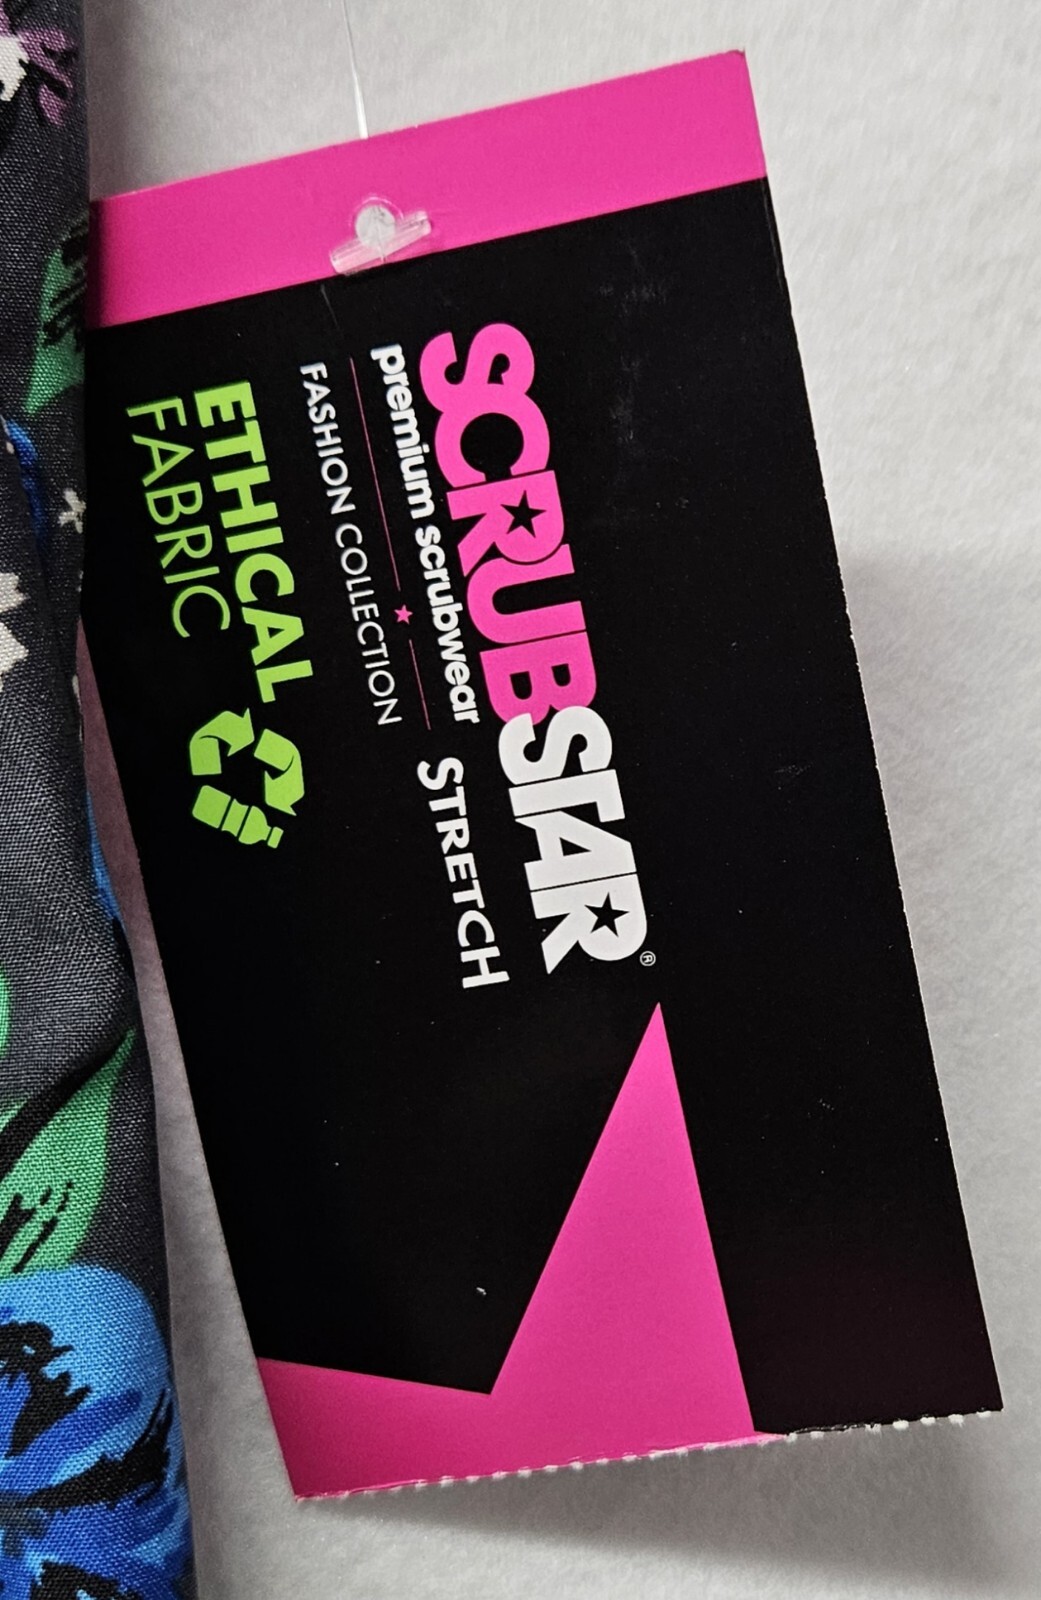 SCRUBSTAR®
premium scrubwear STRETCH
FASHION COLLECTION
ETHICAL
FABRIC